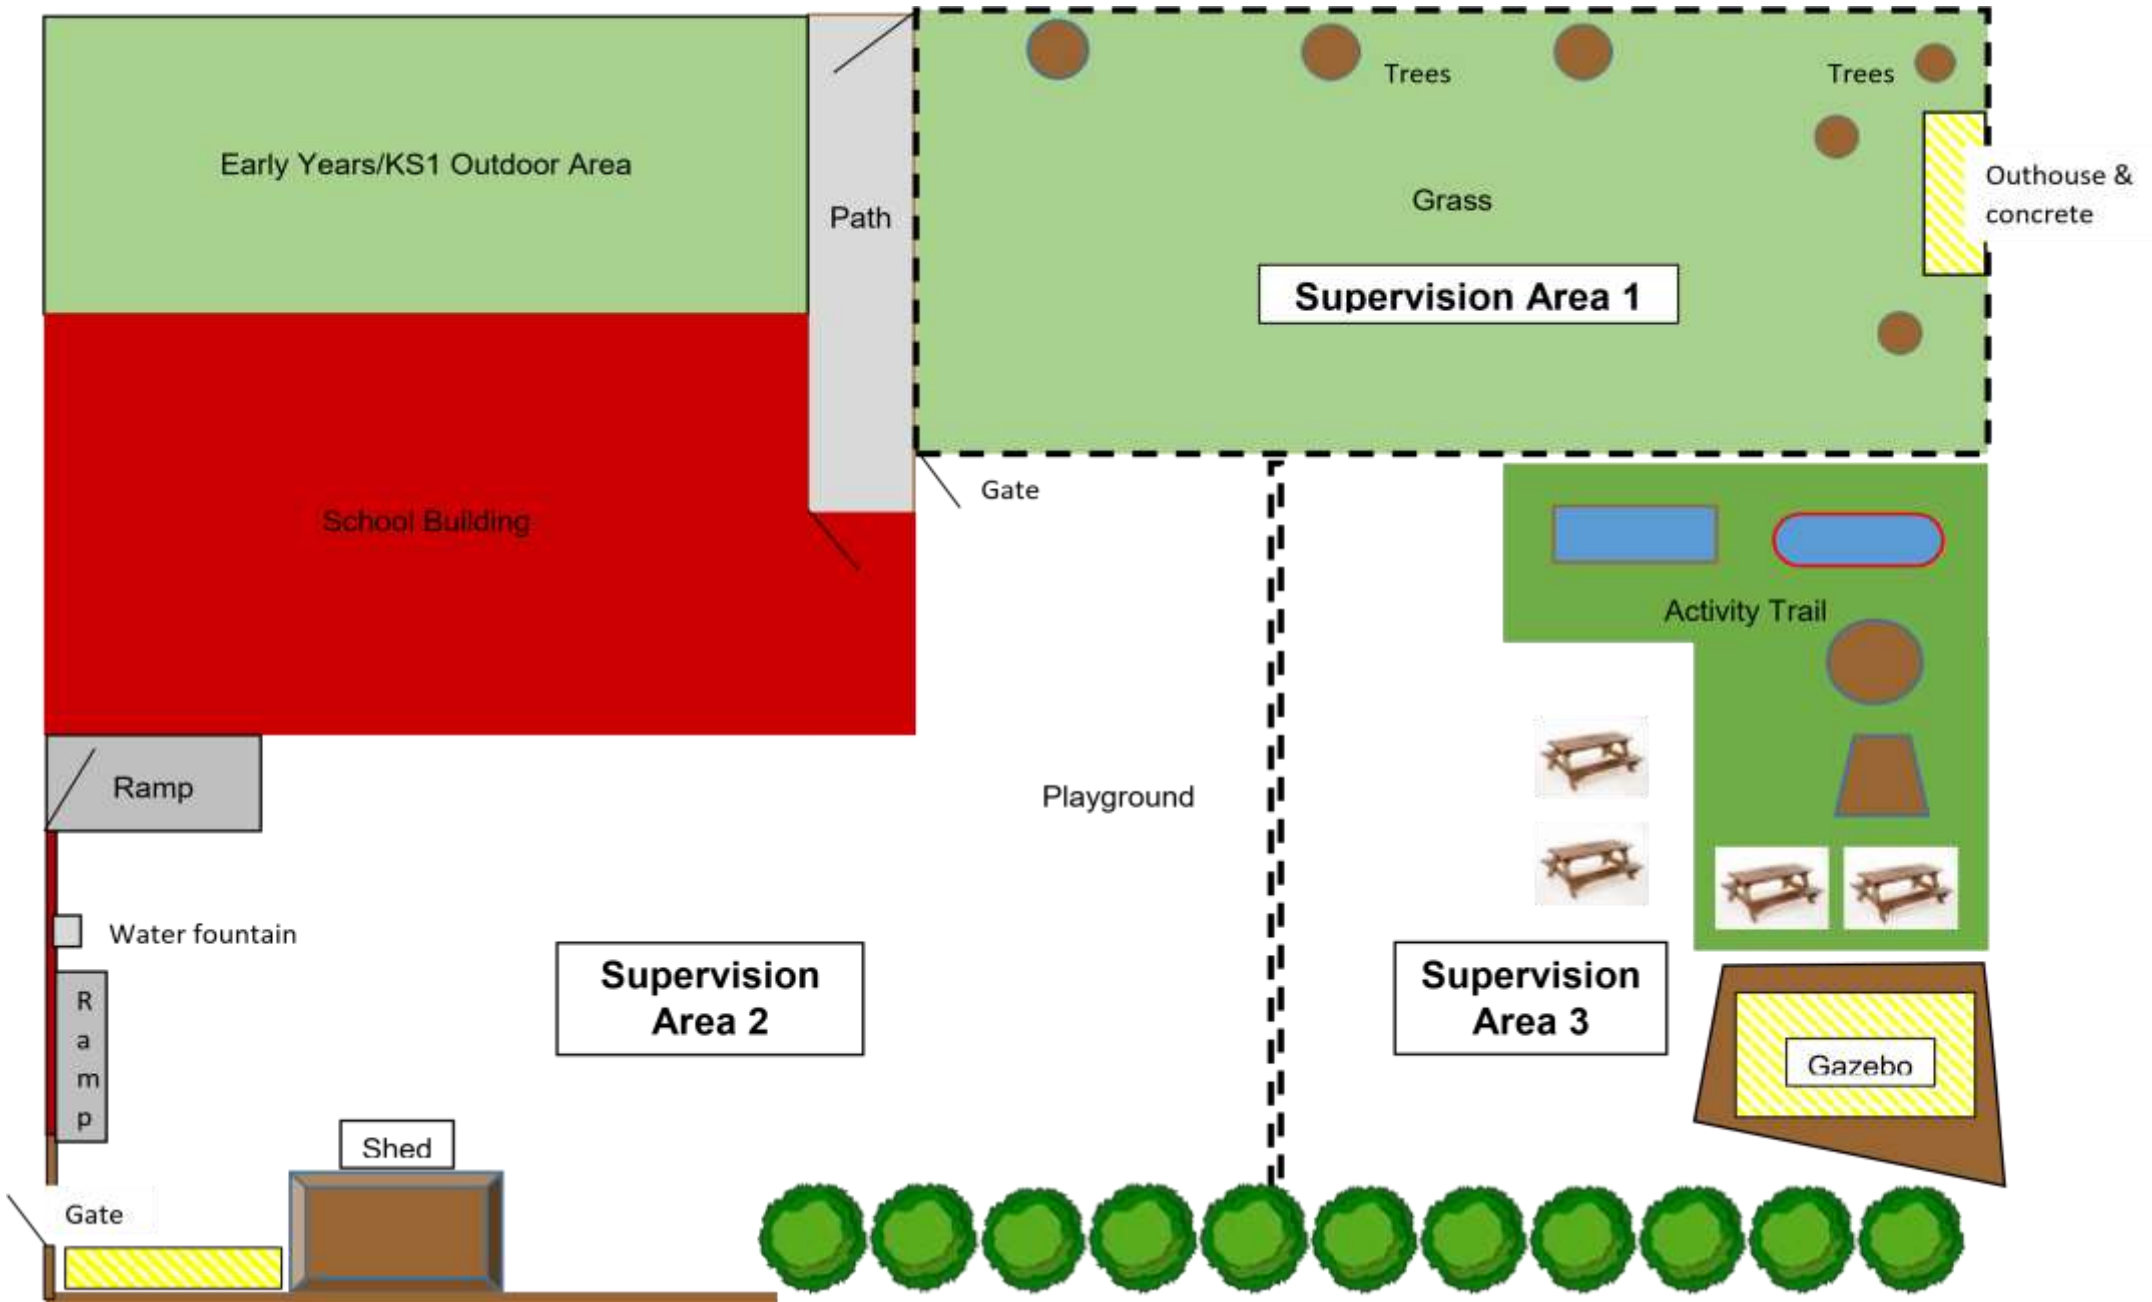 Trees
Trees
Early Years/KS1 Outdoor Area
Path
Grass
Outhouse &
concrete
Supervision Area 1
Gate
School Building
Activity Trail
Ramp
Playground
Water fountain
Supervision
Area 2
Supervision
Area 3
R
a
m
p
Gazebo
Shed
Gate